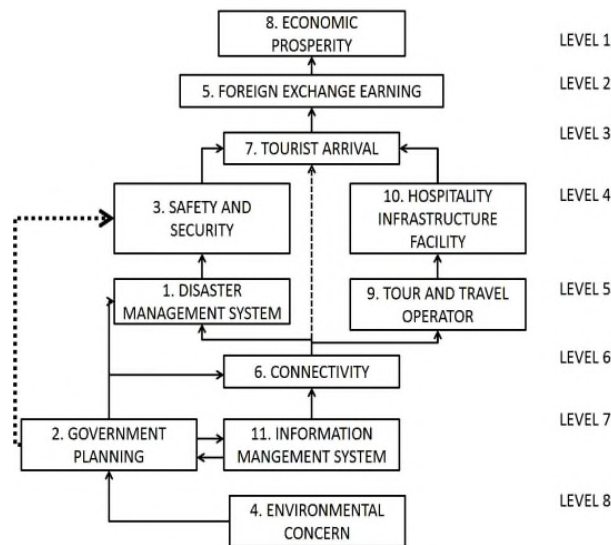 8. ECONOMIC
PROSPERITY
LEVEL 1
5. FOREIGN EXCHANGE EARNING
LEVEL 2
7. TOURIST ARRIVAL
LEVEL 3
3. SAFETY AND
SECURITY
10. HOSPITALITY
INFRASTRUCTURE
FACILITY
LEVEL 4
1. DISASTER
MANAGEMENT SYSTEM
9. TOUR AND TRAVEL
OPERATOR
LEVEL 5
6. CONNECTIVITY
LEVEL 6
2. GOVERNMENT
PLANNING
11. INFORMATION
MANGEMENT SYSTEM
LEVEL 7
4. ENVIRONMENTAL
CONCERN
LEVEL 8